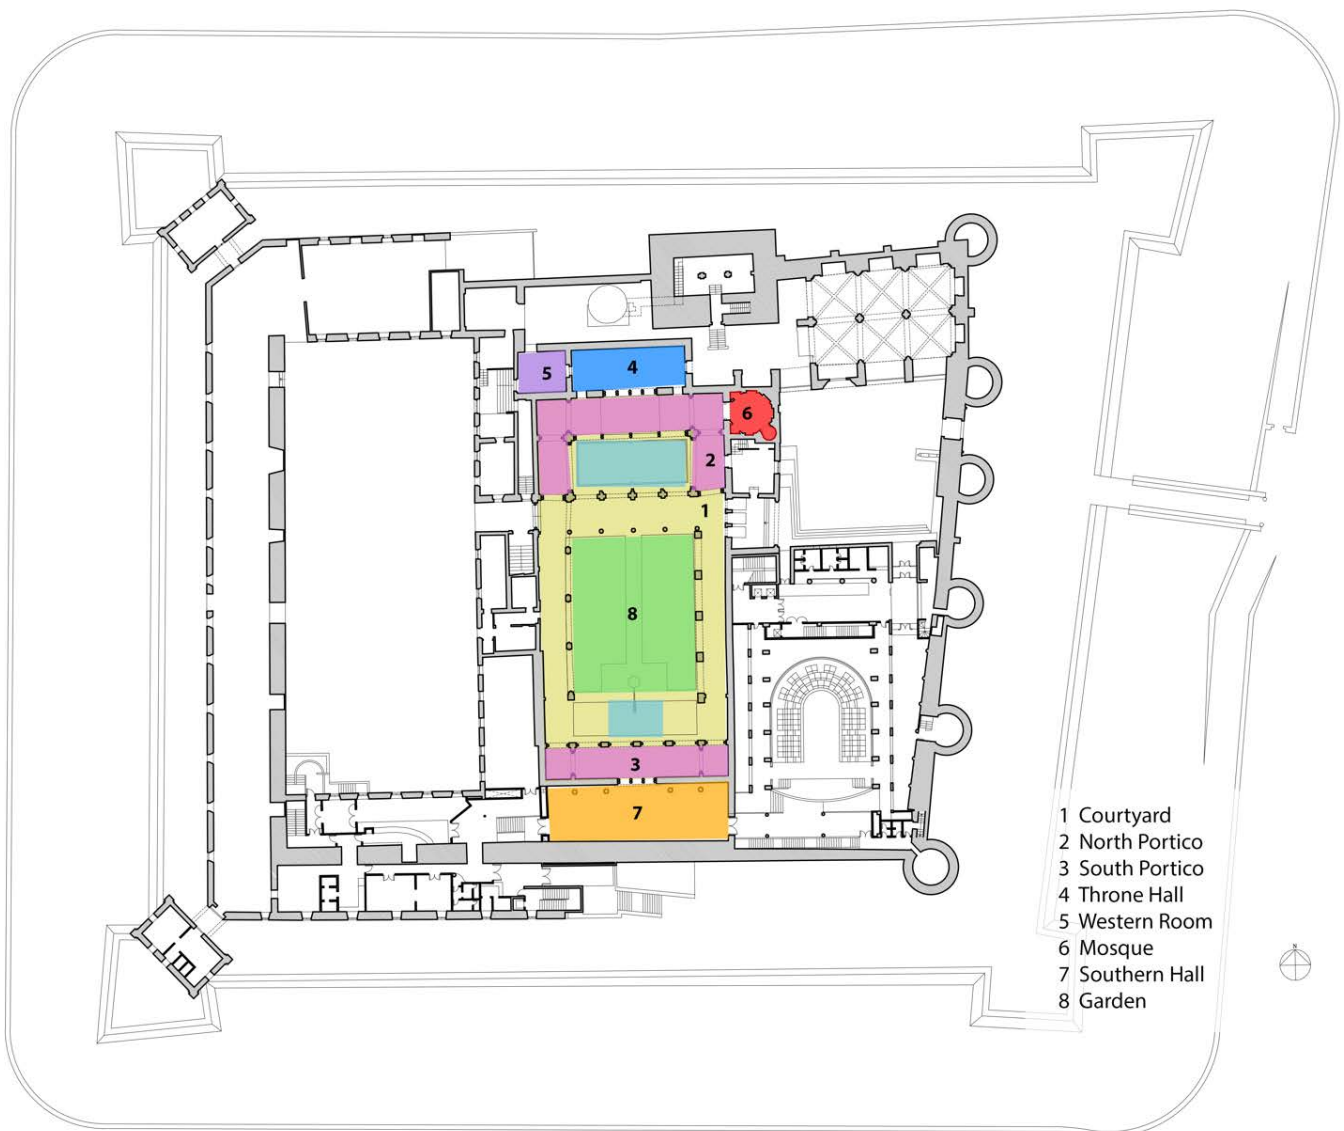 5
4
6
2
1
8
3
7
1 Courtyard
2 North Portico
3 South Portico
4 Throne Hall
5 Western Room
6 Mosque
7 Southern Hall
8 Garden
N